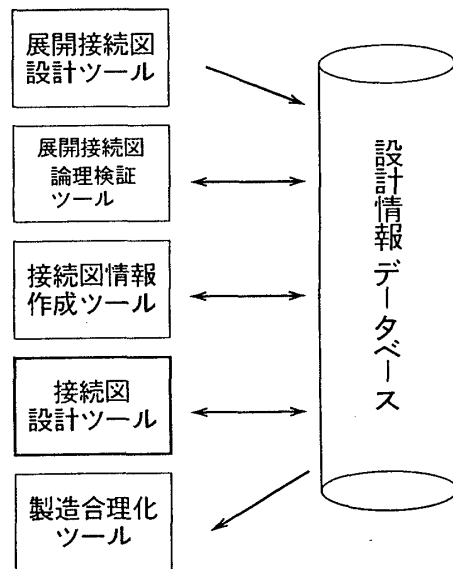 展開接続図
設計ツール
展開接続図
論理検証
ツール
接続図情報
作成ツール
接続図
設計ツール
製造合理化
ツール
設計情報データベース